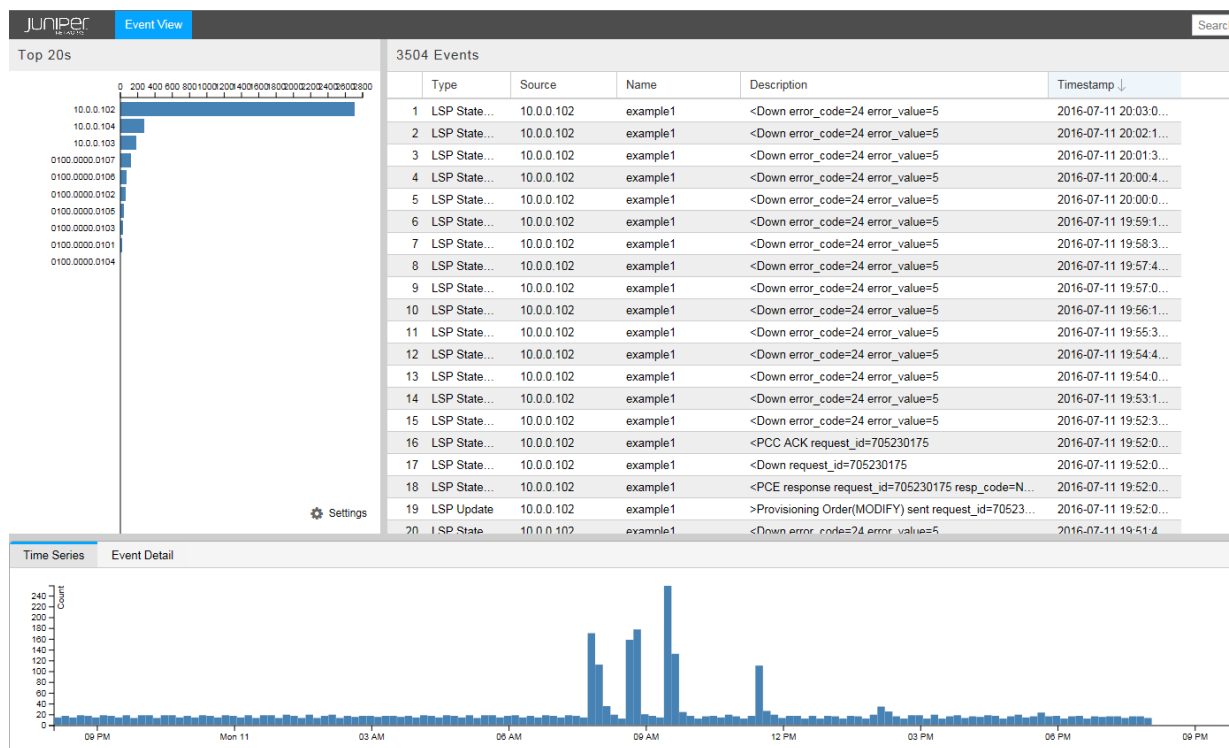 JUNIPER NETWORKS Event View Search
Top 20s
3504 Events
0 200 400 600 800 1000 1200 1400 1600 1800 2000 2200 2400 2600 2800
10.0.0.102
10.0.0.104
10.0.0.103
0100.0000.0107
0100.0000.0106
0100.0000.0102
0100.0000.0105
0100.0000.0103
0100.0000.0101
0100.0000.0104
Settings
Type Source Name Description Timestamp ↓
1 LSP State... 10.0.0.102 example1 <Down error_code=24 error_value=5 2016-07-11 20:03:0...
2 LSP State... 10.0.0.102 example1 <Down error_code=24 error_value=5 2016-07-11 20:02:1...
3 LSP State... 10.0.0.102 example1 <Down error_code=24 error_value=5 2016-07-11 20:01:3...
4 LSP State... 10.0.0.102 example1 <Down error_code=24 error_value=5 2016-07-11 20:00:4...
5 LSP State... 10.0.0.102 example1 <Down error_code=24 error_value=5 2016-07-11 20:00:0...
6 LSP State... 10.0.0.102 example1 <Down error_code=24 error_value=5 2016-07-11 19:59:1...
7 LSP State... 10.0.0.102 example1 <Down error_code=24 error_value=5 2016-07-11 19:58:3...
8 LSP State... 10.0.0.102 example1 <Down error_code=24 error_value=5 2016-07-11 19:57:4...
9 LSP State... 10.0.0.102 example1 <Down error_code=24 error_value=5 2016-07-11 19:57:0...
10 LSP State... 10.0.0.102 example1 <Down error_code=24 error_value=5 2016-07-11 19:56:1...
11 LSP State... 10.0.0.102 example1 <Down error_code=24 error_value=5 2016-07-11 19:55:3...
12 LSP State... 10.0.0.102 example1 <Down error_code=24 error_value=5 2016-07-11 19:54:4...
13 LSP State... 10.0.0.102 example1 <Down error_code=24 error_value=5 2016-07-11 19:54:0...
14 LSP State... 10.0.0.102 example1 <Down error_code=24 error_value=5 2016-07-11 19:53:1...
15 LSP State... 10.0.0.102 example1 <Down error_code=24 error_value=5 2016-07-11 19:52:3...
16 LSP State... 10.0.0.102 example1 <PCC ACK request_id=705230175 2016-07-11 19:52:0...
17 LSP State... 10.0.0.102 example1 <Down request_id=705230175 2016-07-11 19:52:0...
18 LSP State... 10.0.0.102 example1 <PCE response request_id=705230175 resp_code=N... 2016-07-11 19:52:0...
19 LSP Update 10.0.0.102 example1 >Provisioning Order(MODIFY) sent request_id=70523... 2016-07-11 19:52:0...
20 LSP State 10.0.0.102 example1 <Down error_code=24 error_value=5 2016-07-11 19:51:4
Time Series Event Detail
Count
240
220
200
180
160
140
120
100
80
60
40
20
0
09 PM Mon 11 03 AM 06 AM 09 AM 12 PM 03 PM 06 PM 09 PM